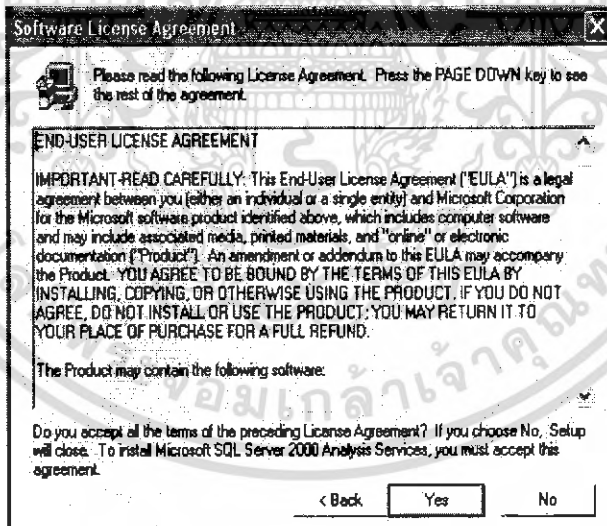 Software License Agreement
Please read the following License Agreement. Press the PAGE DOWN key to see
the rest of the agreement.
END-USER LICENSE AGREEMENT
IMPORTANT-READ CAREFULLY: This End-User License Agreement ("EULA") is a legal
agreement between you (either an individual or a single entity) and Microsoft Corporation
for the Microsoft software product identified above, which includes computer software
and may include associated media, printed materials, and "online" or electronic
documentation ("Product"). An amendment or addendum to this EULA may accompany
the Product. YOU AGREE TO BE BOUND BY THE TERMS OF THIS EULA BY
INSTALLING, COPYING, OR OTHERWISE USING THE PRODUCT. IF YOU DO NOT
AGREE, DO NOT INSTALL OR USE THE PRODUCT; YOU MAY RETURN IT TO
YOUR PLACE OF PURCHASE FOR A FULL REFUND.
The Product may contain the following software:
Do you accept all the terms of the preceding License Agreement? If you choose No, Setup
will close. To install Microsoft SQL Server 2000 Analysis Services, you must accept this
agreement.
< Back Yes No